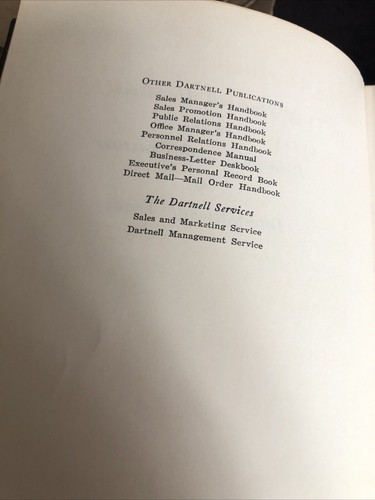 OTHER DARTNELL PUBLICATIONS
Sales Manager's Handbook
Sales Promotion Handbook
Public Relations Handbook
Office Manager's Handbook
Personnel Relations Handbook
Correspondence Manual
Business-Letter Deskbook
Executive's Personal Record Book
Direct Mail—Mail Order Handbook
The Dartnell Services
Sales and Marketing Service
Dartnell Management Service